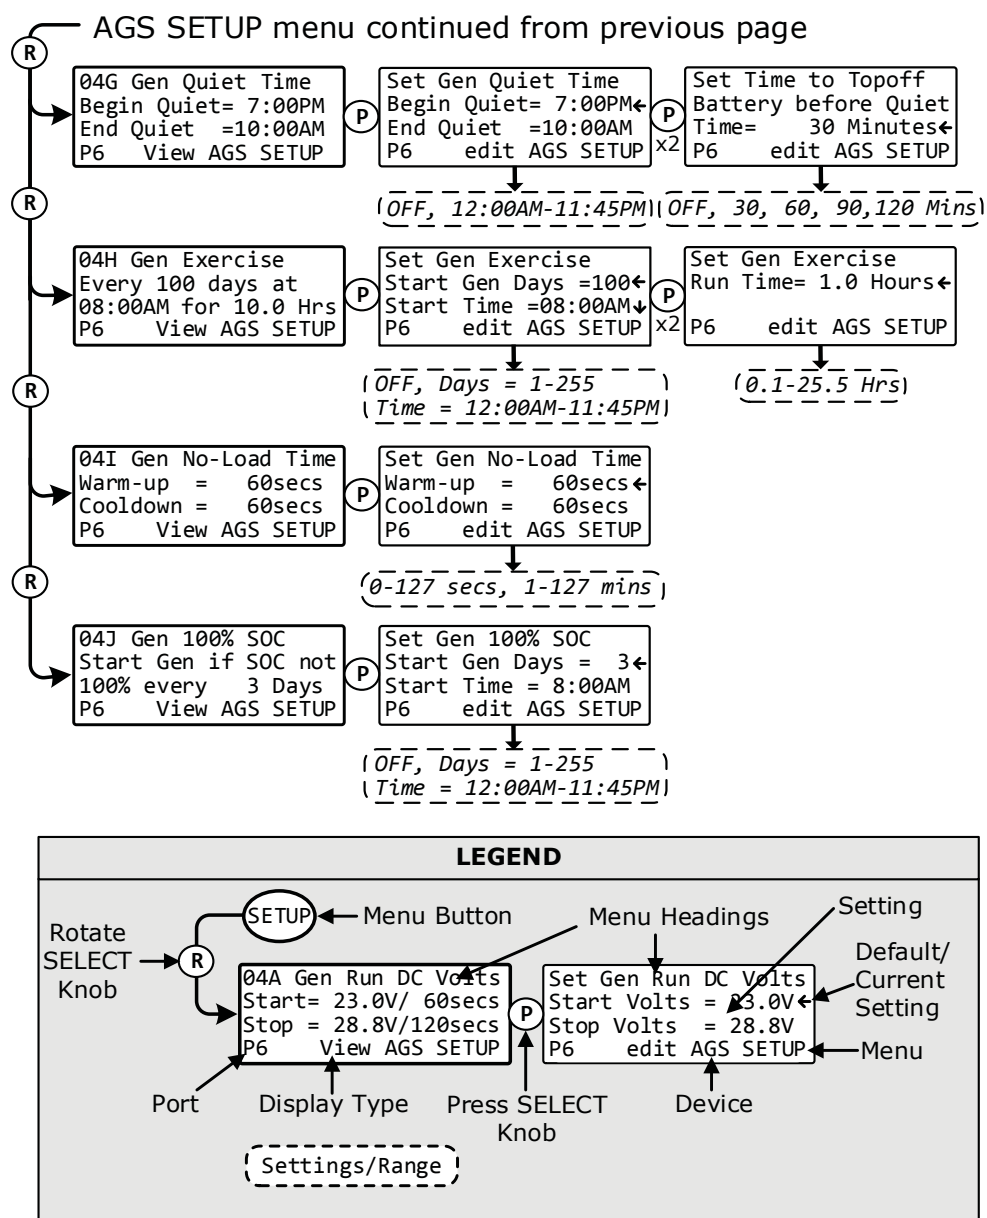 AGS SETUP menu continued from previous page
R
04G Gen Quiet Time
Begin Quiet= 7:00PM
End Quiet =10:00AM
P6 View AGS SETUP
P
Set Gen Quiet Time
Begin Quiet= 7:00PM←
End Quiet =10:00AM
P6 edit AGS SETUP
P
x2
Set Time to Topoff
Battery before Quiet
Time= 30 Minutes←
P6 edit AGS SETUP
OFF, 12:00AM-11:45PM
OFF, 30, 60, 90,120 Mins
R
04H Gen Exercise
Every 100 days at
08:00AM for 10.0 Hrs
P6 View AGS SETUP
P
Set Gen Exercise
Start Gen Days =100←
Start Time =08:00AM↓
P6 edit AGS SETUP
P
x2
Set Gen Exercise
Run Time= 1.0 Hours←
P6 edit AGS SETUP
OFF, Days = 1-255
Time = 12:00AM-11:45PM
0.1-25.5 Hrs
R
04I Gen No-Load Time
Warm-up = 60secs
Cooldown = 60secs
P6 View AGS SETUP
P
Set Gen No-Load Time
Warm-up = 60secs←
Cooldown = 60secs
P6 edit AGS SETUP
0-127 secs, 1-127 mins
R
04J Gen 100% SOC
Start Gen if SOC not
100% every 3 Days
P6 View AGS SETUP
P
Set Gen 100% SOC
Start Gen Days = 3←
Start Time = 8:00AM
P6 edit AGS SETUP
OFF, Days = 1-255
Time = 12:00AM-11:45PM
LEGEND
SETUP
Menu Button
Menu Headings
Setting
Rotate
SELECT
Knob
R
Default/
Current
Setting
04A Gen Run DC Volts
Start= 23.0V/ 60secs
Stop = 28.8V/120secs
P6 View AGS SETUP
P
Set Gen Run DC Volts
Start Volts = 23.0V←
Stop Volts = 28.8V
P6 edit AGS SETUP
Menu
Port
Display Type
Press SELECT
Knob
Device
Settings/Range